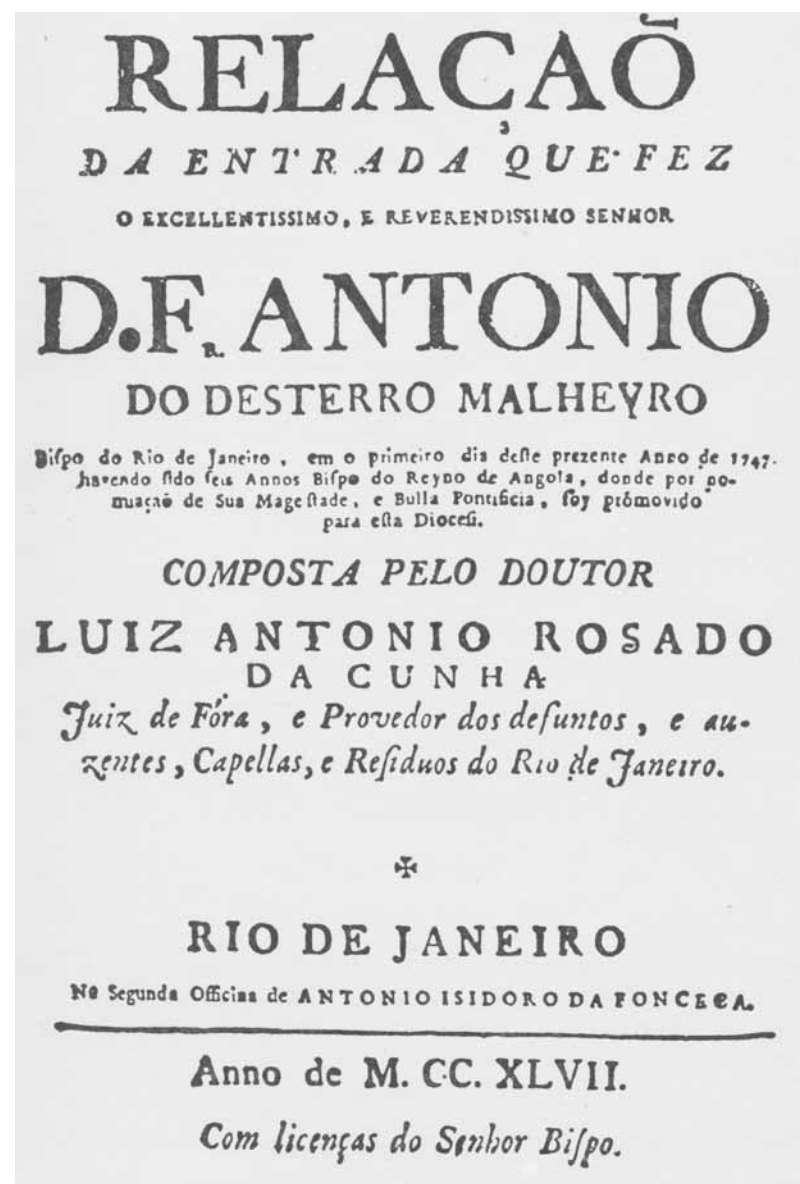 RELAÇAÕ
DA ENTRADA QUE FEZ
O EXCELLENTISSIMO, E REVERENDISSIMO SENHOR
D. Fr. ANTONIO
DO DESTERRO MALHEYRO
Biſpo do Rio de Janeiro, em o primeiro dia deſte prezente Anno de 1747.
havendo ſido ſeis Annos Biſpo do Reyno de Angola, donde por no-
muaçaõ de Sua Mageſtade, e Bulla Pontificia, foy promovido
para eſta Dioceſi.
COMPOSTA PELO DOUTOR
LUIZ ANTONIO ROSADO
DA CUNHA
Juiz de Fóra, e Provedor dos defuntos, e au-
zentes, Capellas, e Reſiduos do Rio de Janeiro.
✠
RIO DE JANEIRO
Na Segunda Officina de ANTONIO ISIDORO DA FONCECA.
Anno de M. CC. XLVII.
Com licenças do Senhor Biſpo.